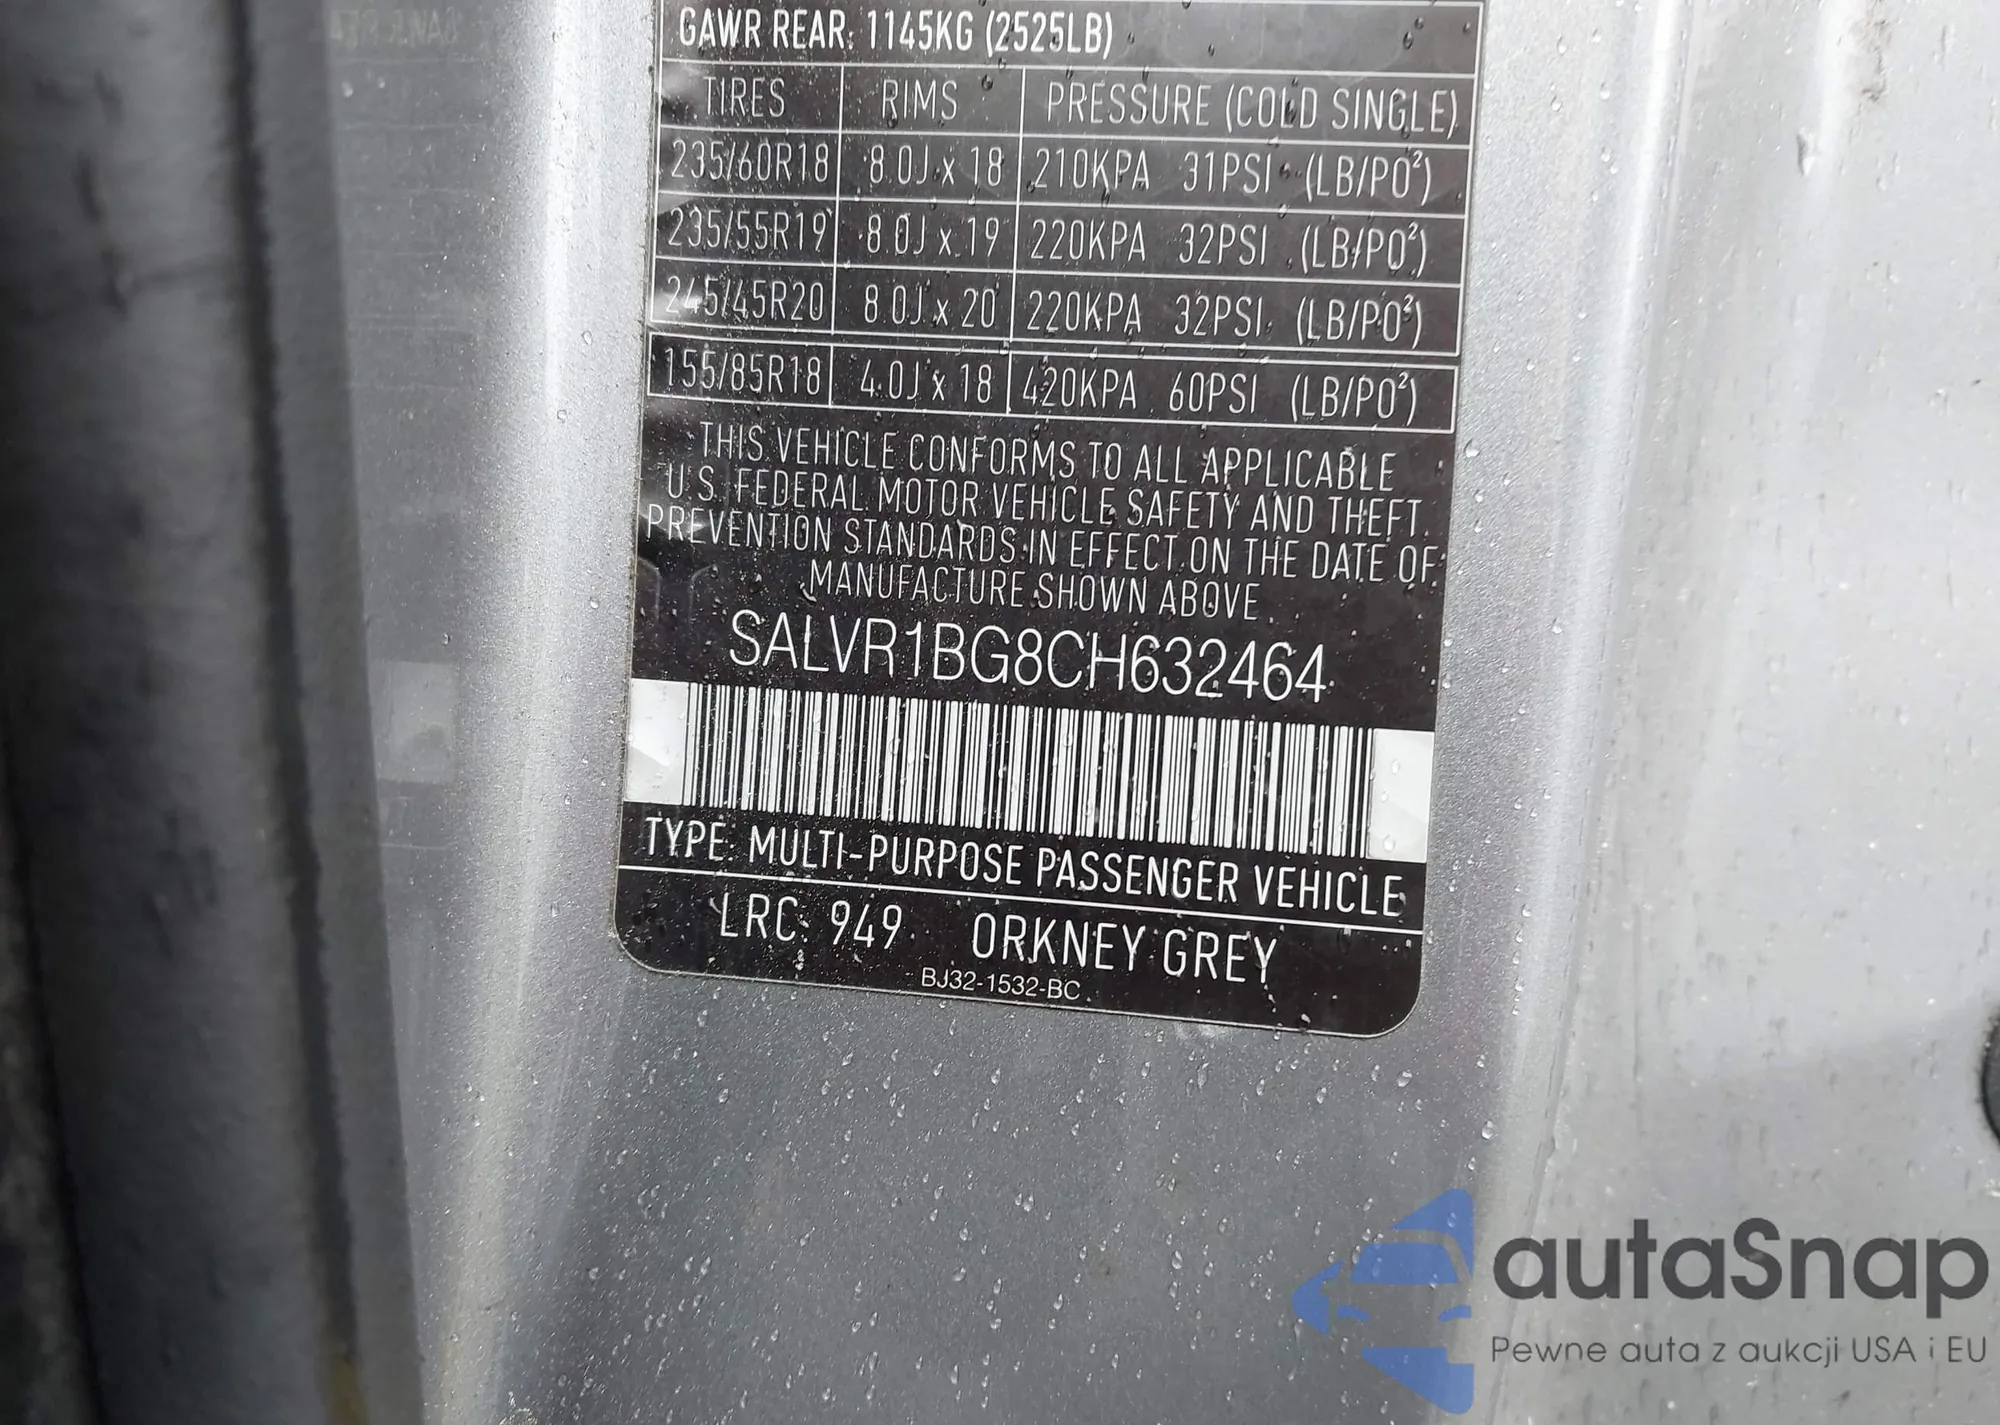 GAWR REAR: 1145KG (2525LB)
TIRES RIMS PRESSURE (COLD SINGLE)
235/60R18 8.0J x 18 210KPA 31PSI (LB/PO²)
235/55R19 8.0J x 19 220KPA 32PSI (LB/PO²)
245/45R20 8.0J x 20 220KPA 32PSI (LB/PO²)
155/85R18 4.0J x 18 420KPA 60PSI (LB/PO²)
THIS VEHICLE CONFORMS TO ALL APPLICABLE
U.S. FEDERAL MOTOR VEHICLE SAFETY AND THEFT
PREVENTION STANDARDS IN EFFECT ON THE DATE OF
MANUFACTURE SHOWN ABOVE
SALVR1BG8CH632464
TYPE: MULTI-PURPOSE PASSENGER VEHICLE
LRC: 949 ORKNEY GREY
BJ32-1532-BC
autaSnap
Pewne auta z aukcji USA i EU